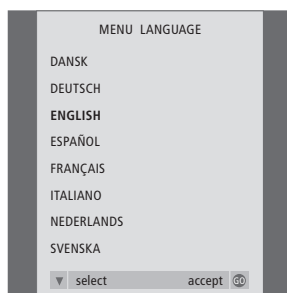 MENU LANGUAGE
DANSK
DEUTSCH
ENGLISH
ESPAÑOL
FRANÇAIS
ITALIANO
NEDERLANDS
SVENSKA
▼ select accept GO